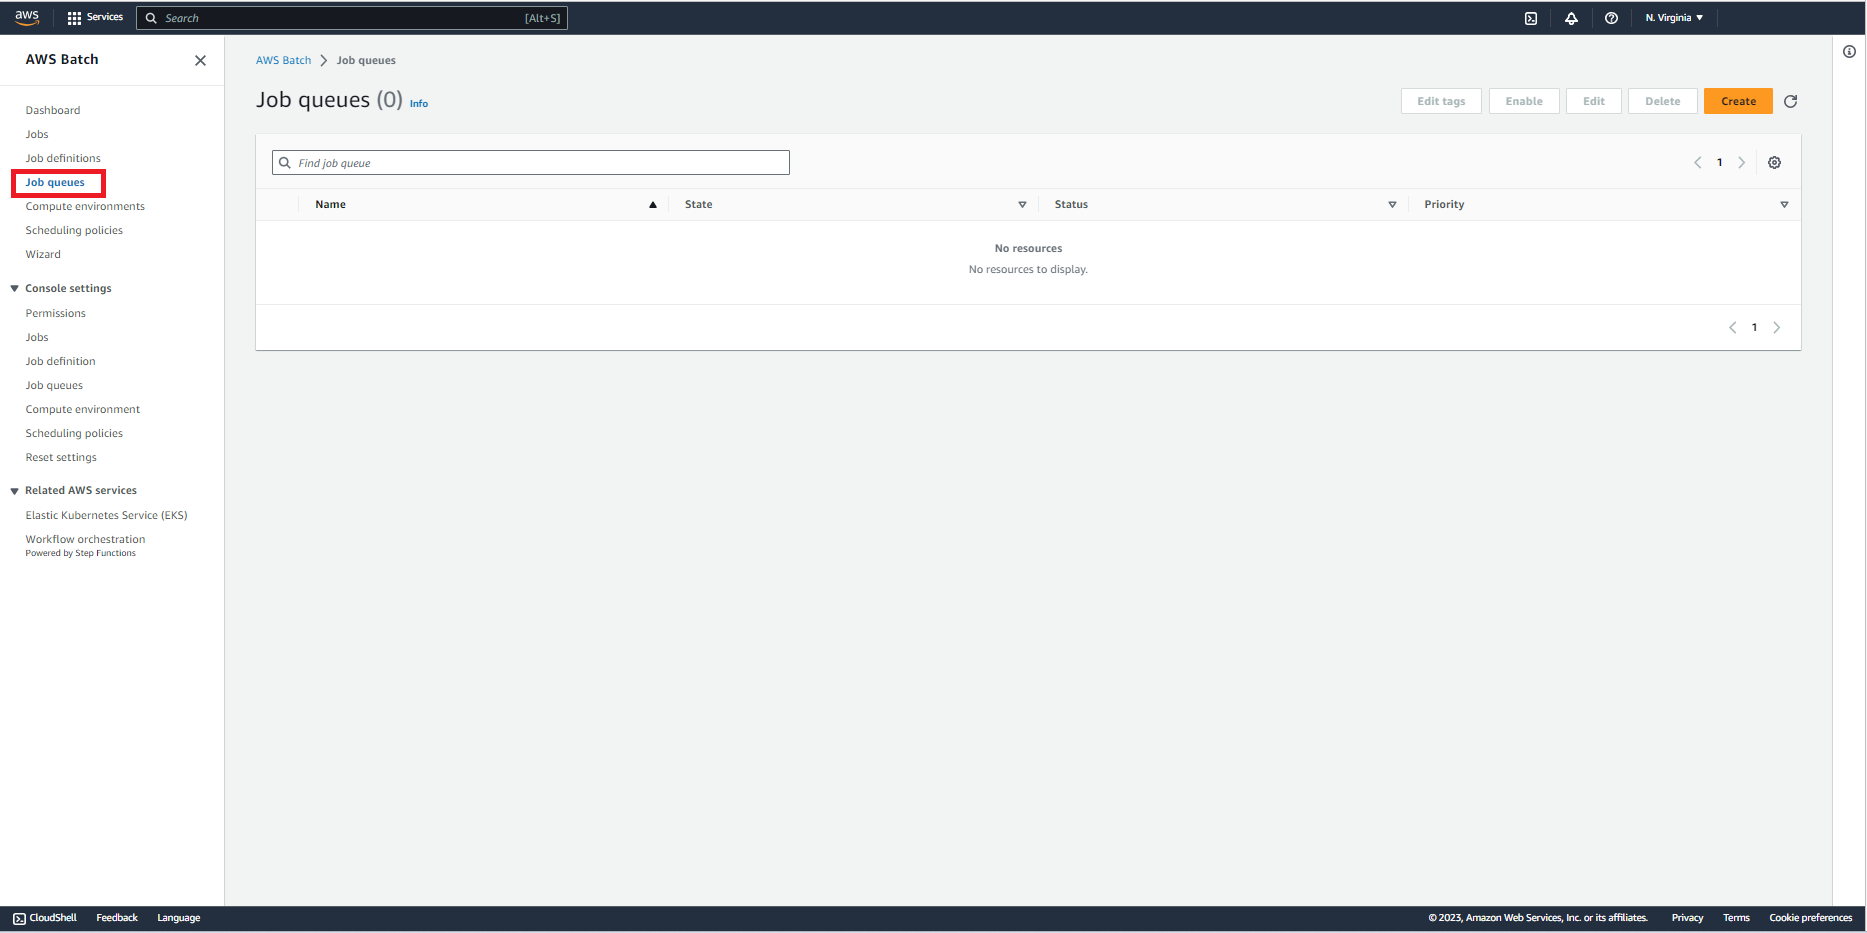 aws
Services
Search [Alt+S]
N. Virginia
AWS Batch
Dashboard
Jobs
Job definitions
Job queues
Compute environments
Scheduling policies
Wizard
Console settings
Permissions
Jobs
Job definition
Job queues
Compute environment
Scheduling policies
Reset settings
Related AWS services
Elastic Kubernetes Service (EKS)
Workflow orchestration
Powered by Step Functions
AWS Batch Job queues
Job queues (0) Info
Edit tags Enable Edit Delete Create
Find job queue
1
Name State Status Priority
No resources
No resources to display.
1
CloudShell Feedback Language
© 2023, Amazon Web Services, Inc. or its affiliates. Privacy Terms Cookie preferences